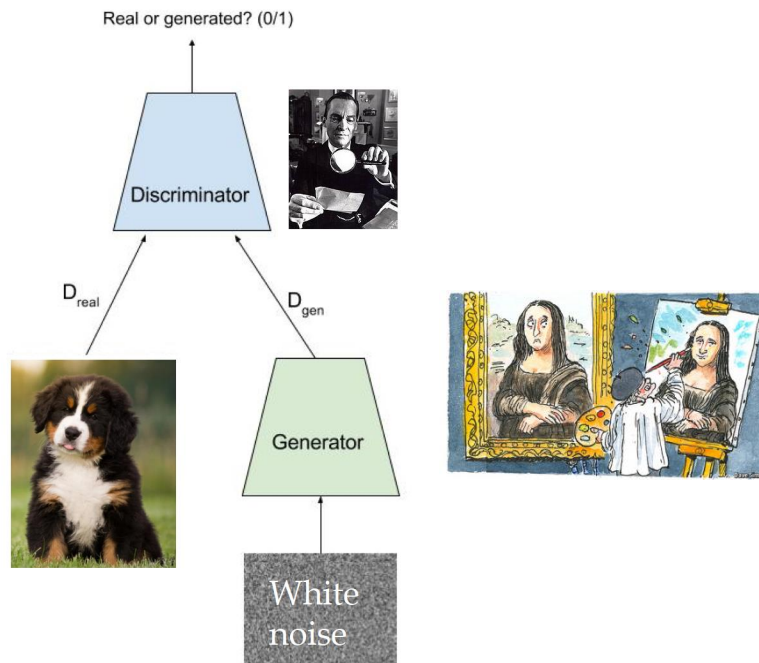 Real or generated? (0/1)
Discriminator
D_real
D_gen
Generator
White
noise